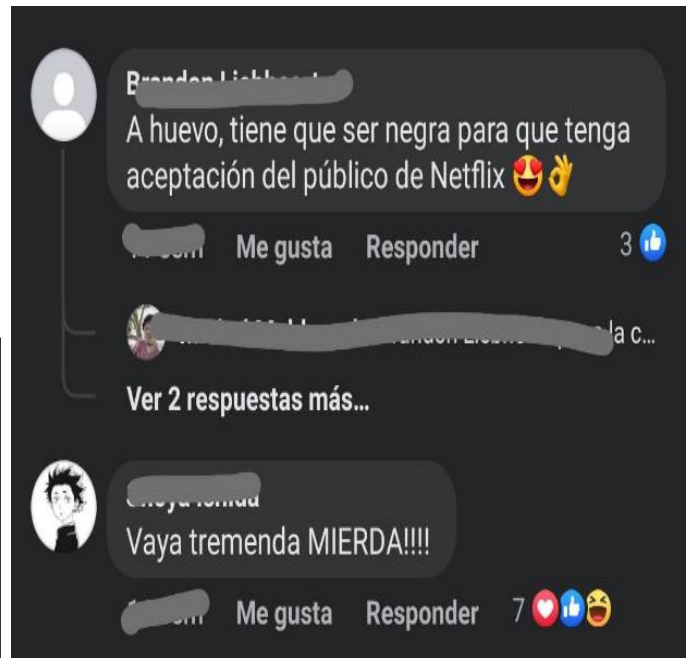 A huevo, tiene que ser negra para que tenga
aceptación del público de Netflix 😍👌
Me gusta Responder 3
la c...
Ver 2 respuestas más...
Vaya tremenda MIERDA!!!!
Me gusta Responder 7